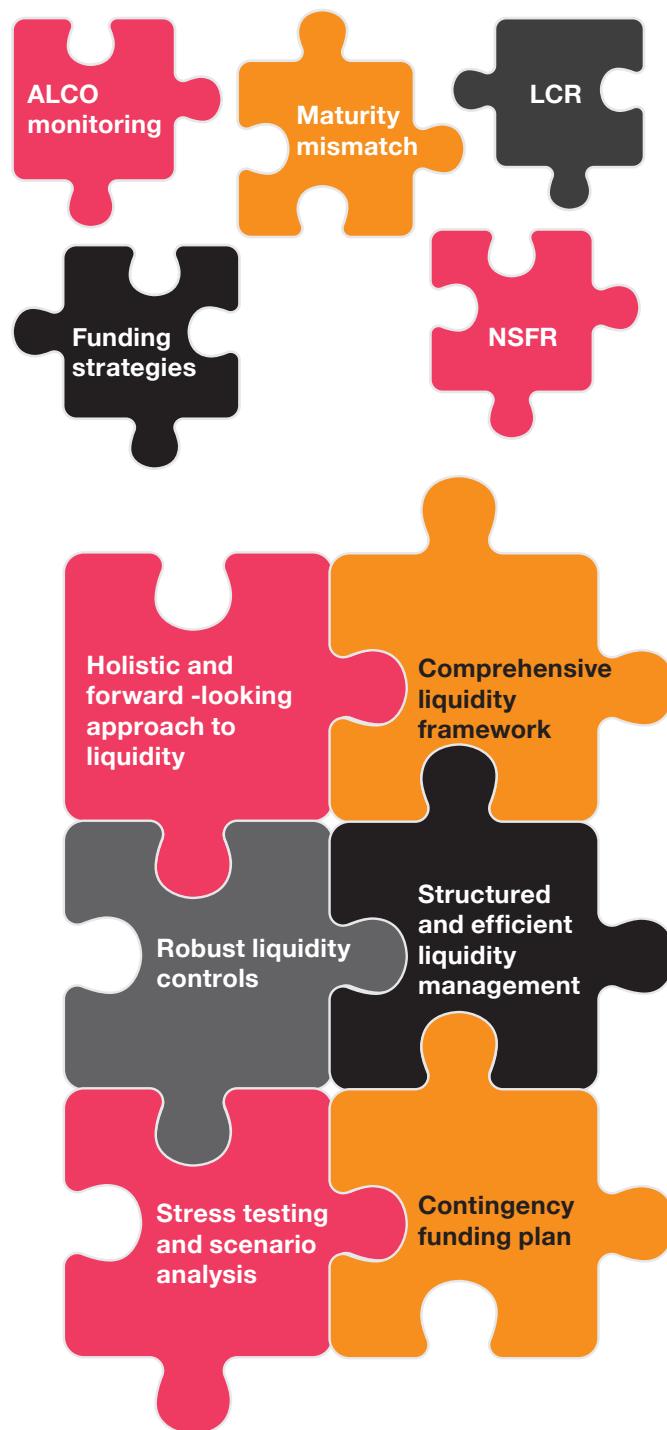 ALCO
monitoring
Maturity
mismatch
LCR
Funding
strategies
NSFR
Holistic and
forward -looking
approach to
liquidity
Comprehensive
liquidity
framework
Robust liquidity
controls
Structured
and efficient
liquidity
management
Stress testing
and scenario
analysis
Contingency
funding plan